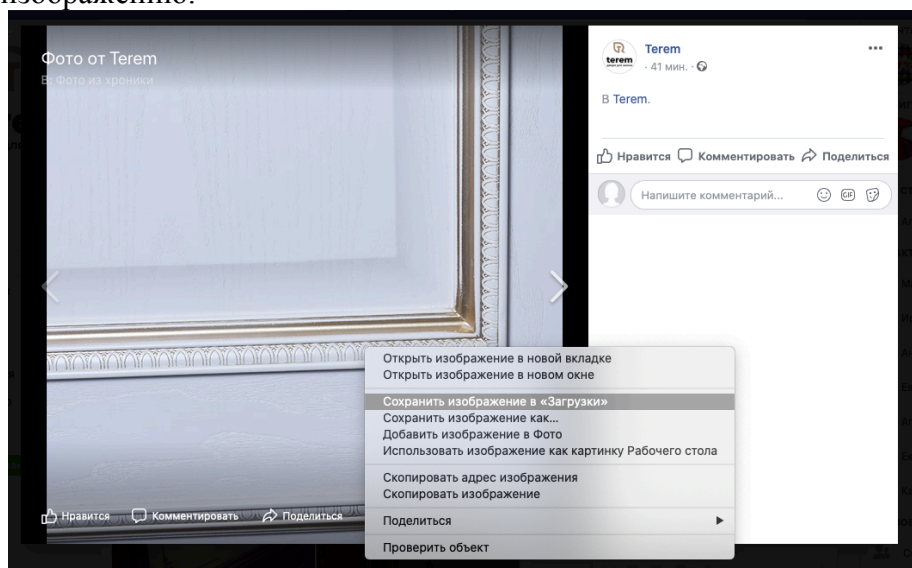 изображению.
Фото от Terem
В: Фото из хроники
terem
Terem
41 мин. ·
В Terem.
Нравится Комментировать Поделиться
Напишите комментарий... GIF
Открыть изображение в новой вкладке
Открыть изображение в новом окне
Сохранить изображение в «Загрузки»
Сохранить изображение как...
Добавить изображение в Фото
Использовать изображение как картинку Рабочего стола
Скопировать адрес изображения
Скопировать изображение
Поделиться
Проверить объект
Нравится Комментировать Поделиться